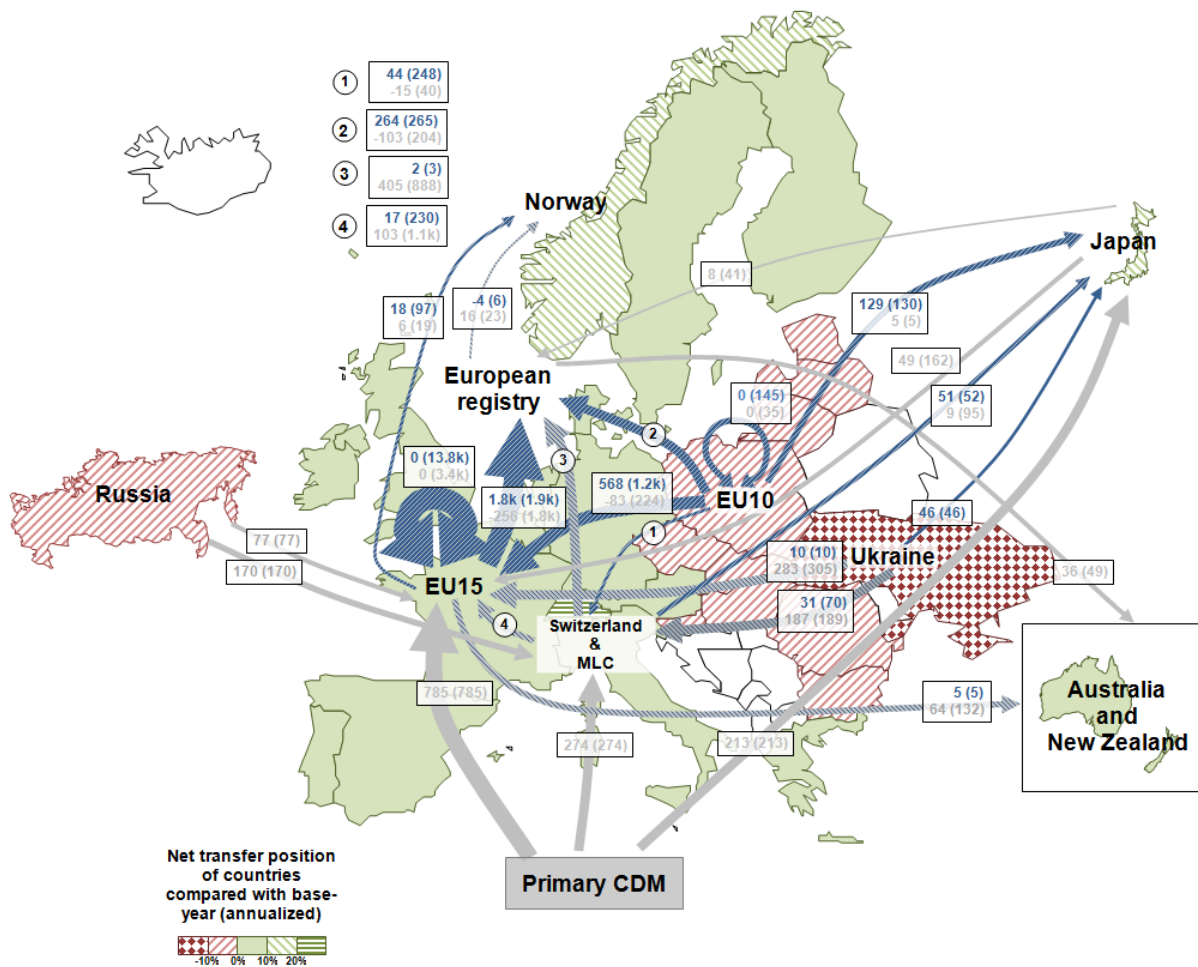 1
44 (248)
-15 (40)
2
264 (265)
-103 (204)
3
2 (3)
405 (888)
4
17 (230)
103 (1.1k)
Norway
Japan
8 (41)
18 (97)
6 (19)
-4 (6)
16 (23)
129 (130)
5 (5)
49 (162)
European
registry
51 (52)
9 (95)
0 (145)
0 (35)
2
3
0 (13.8k)
0 (3.4k)
1.8k (1.9k)
-256 (1.8k)
568 (1.2k)
-83 (224)
Russia
EU10
46 (46)
1
77 (77)
170 (170)
10 (10)
283 (305)
Ukraine
36 (49)
EU15
31 (70)
187 (189)
4
Switzerland
&
MLC
785 (785)
5 (5)
64 (132)
Australia
and
New Zealand
274 (274)
213 (213)
Primary CDM
Net transfer position
of countries
compared with base-
year (annualized)
-10% 0% 10% 20%